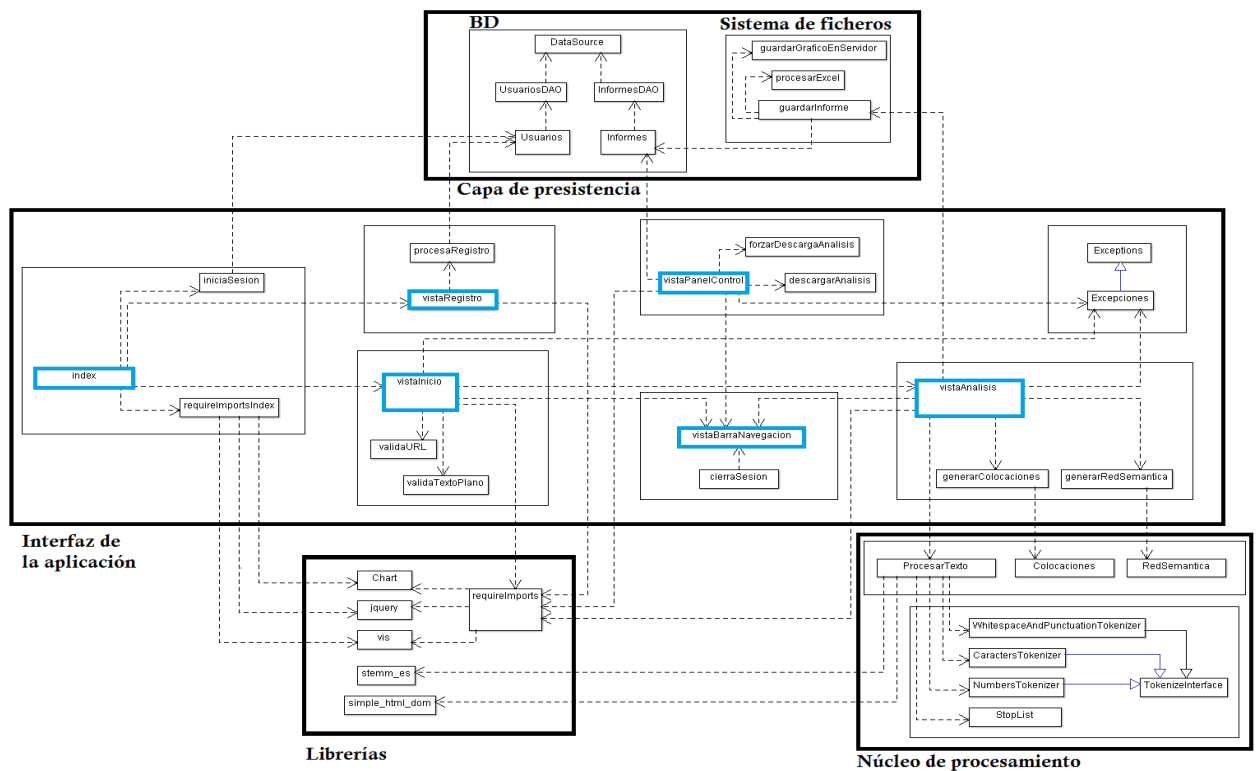 BD
Sistema de ficheros
DataSource
guardarGraficoEnServidor
procesarExcel
UsuariosDAO
InformesDAO
guardarInforme
Usuarios
Informes
Capa de presistencia
procesaRegistro
forzarDescargaAnalisis
Exceptions
iniciaSesion
vistaPanelControl
descargarAnalisis
vistaRegistro
Excepciones
index
vistaInicio
vistaAnalisis
requireImportsIndex
vistaBarraNavegacion
validaURL
cierraSesion
generarColocaciones
generarRedSemantica
validaTextoPlano
Interfaz de
la aplicación
Chart
requireImports
ProcesarTexto
Colocaciones
RedSemantica
jquery
vis
WhitespaceAndPunctuationTokenizer
CaractersTokenizer
stemm_es
NumbersTokenizer
TokenizeInterface
simple_html_dom
StopList
Librerías
Núcleo de procesamiento